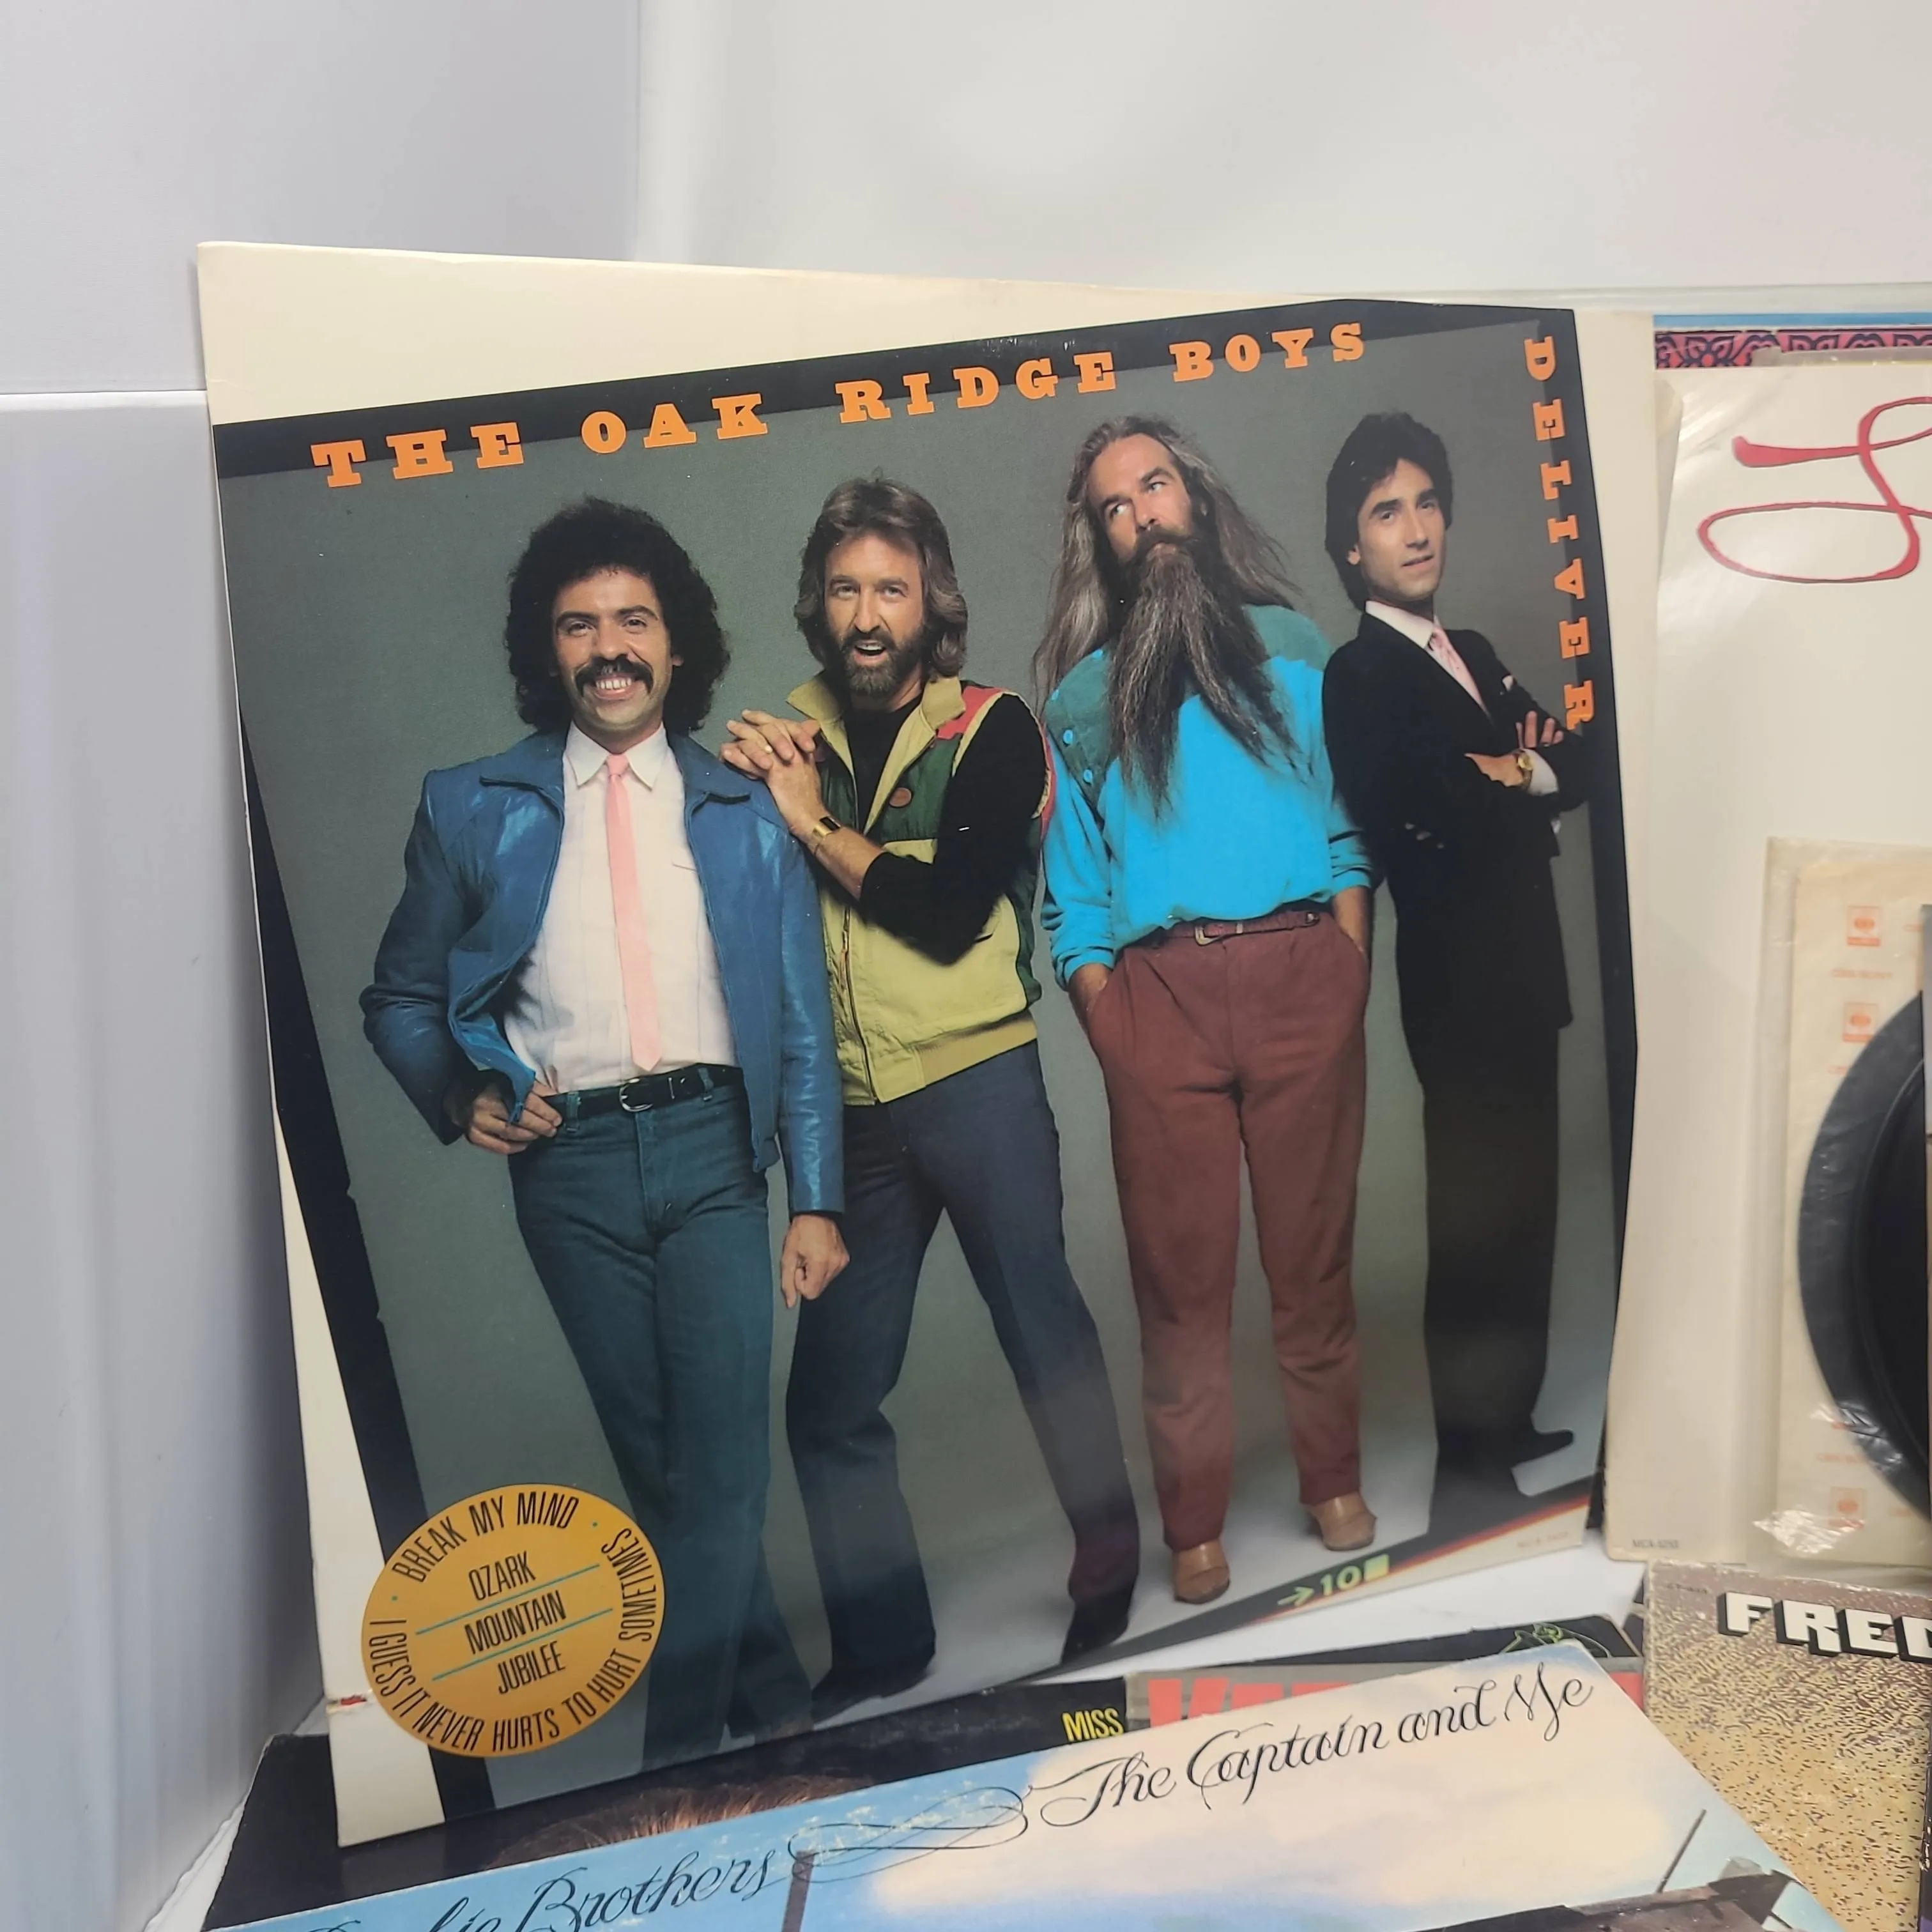 THE OAK RIDGE BOYS
DELIVER
BREAK MY MIND
OZARK
MOUNTAIN
JUBILEE
I GUESS IT NEVER HURTS TO HURT SOMETIMES
→10
MISS
The Captain and Me
Brothers
FRED